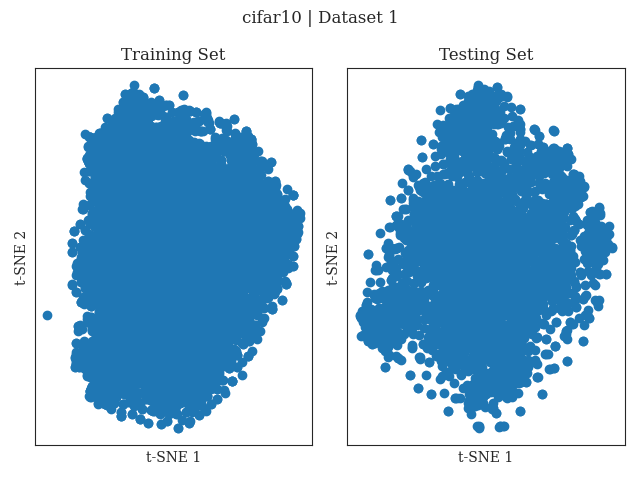 cifar10 | Dataset 1
Training Set
Testing Set
t-SNE 2
t-SNE 2
t-SNE 1
t-SNE 1